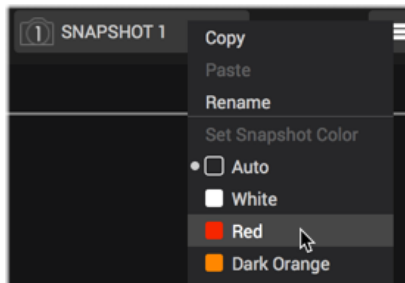 1 SNAPSHOT 1
Copy
Paste
Rename
Set Snapshot Color
Auto
White
Red
Dark Orange